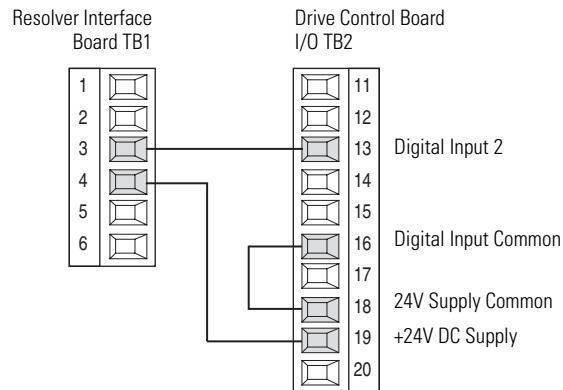 Resolver Interface
Board TB1
1
2
3
4
5
6
Drive Control Board
I/O TB2
11
12
13 Digital Input 2
14
15
16 Digital Input Common
17
18 24V Supply Common
19 +24V DC Supply
20